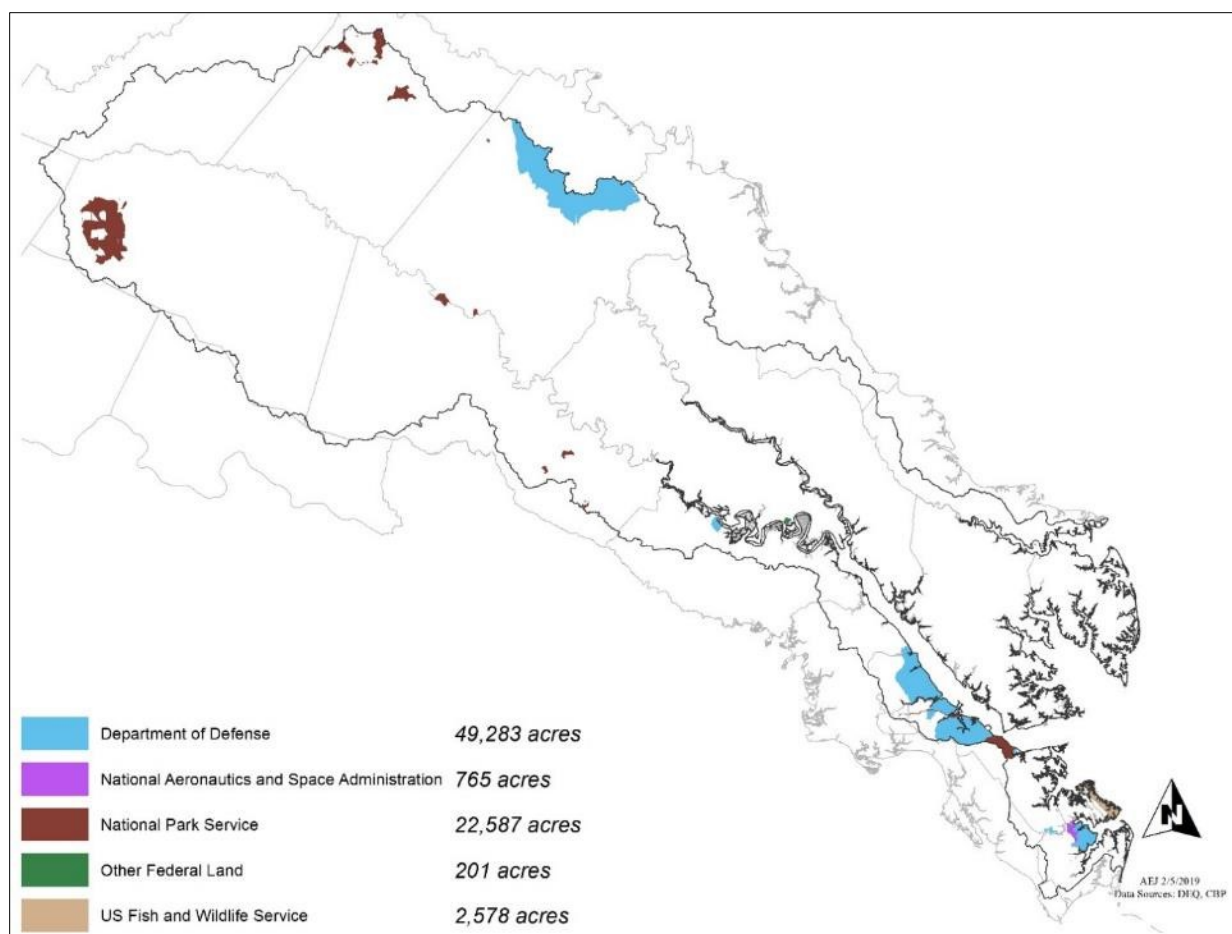 Department of Defense 49,283 acres
National Aeronautics and Space Administration 765 acres
National Park Service 22,587 acres
Other Federal Land 201 acres
US Fish and Wildlife Service 2,578 acres
N
AEJ 2/5/2019
Data Sources: DEQ, CBP